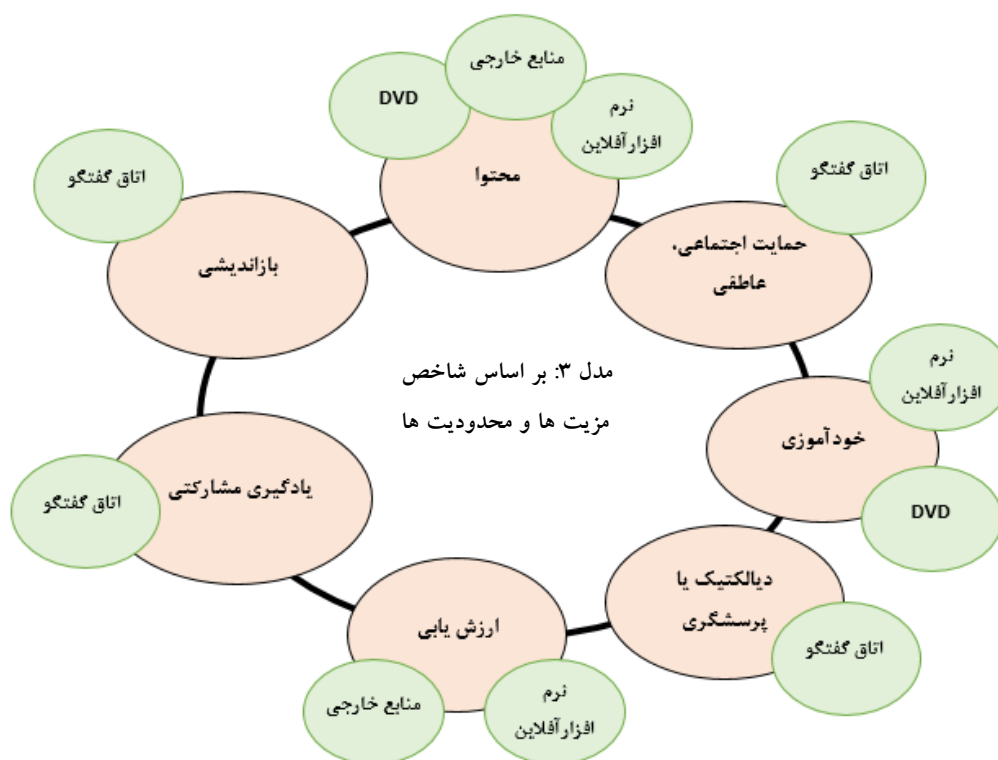 منابع خارجی
DVD
نرم
افزارآفلاین
محتوا
اتاق گفتگو
حمایت اجتماعی،
عاطفی
نرم
افزارآفلاین
خودآموزی
DVD
دیالکتیک یا
پرسشگری
اتاق گفتگو
ارزش یابی
نرم
افزارآفلاین
منابع خارجی
یادگیری مشارکتی
اتاق گفتگو
بازاندیشی
اتاق گفتگو
مدل ۳: بر اساس شاخص
مزیت ها و محدودیت ها